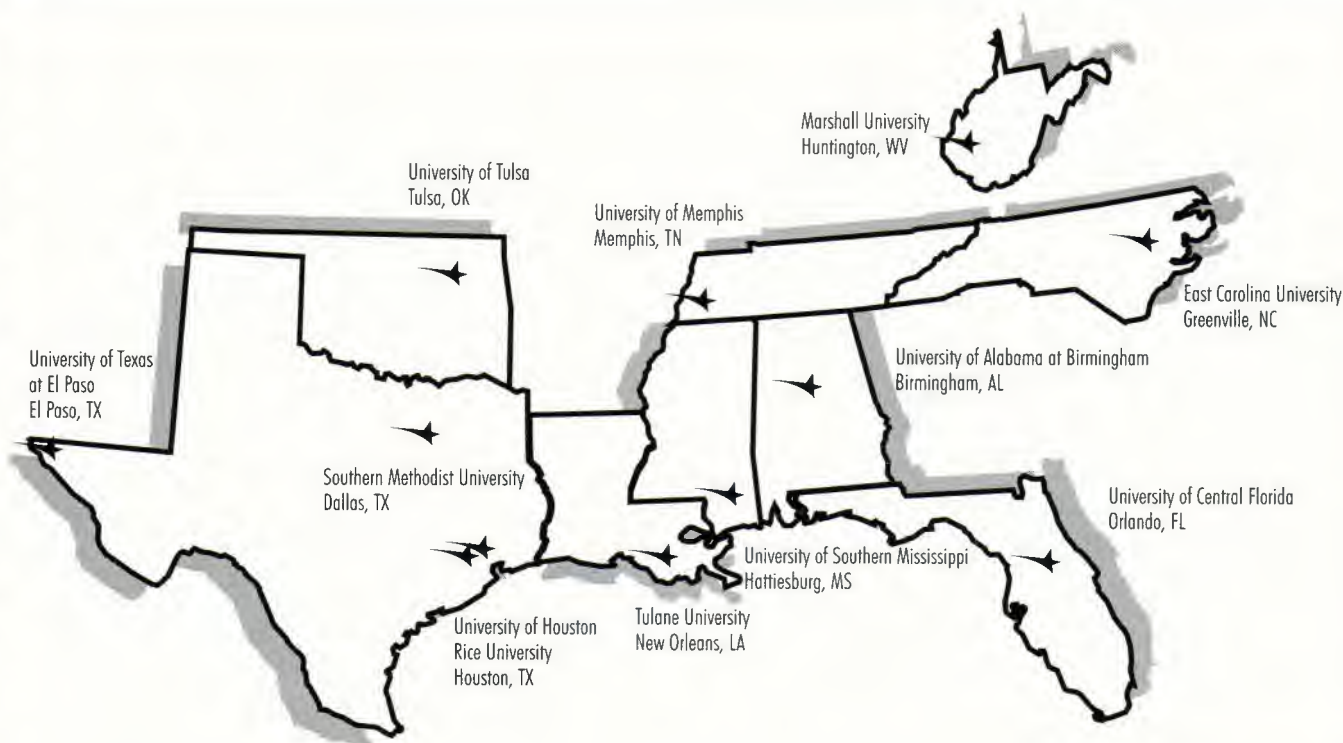 Marshall University
Huntington, WV
University of Tulsa
Tulsa, OK
University of Memphis
Memphis, TN
East Carolina University
Greenville, NC
University of Texas
at El Paso
El Paso, TX
University of Alabama at Birmingham
Birmingham, AL
Southern Methodist University
Dallas, TX
University of Central Florida
Orlando, FL
University of Southern Mississippi
Hattiesburg, MS
Tulane University
New Orleans, LA
University of Houston
Rice University
Houston, TX